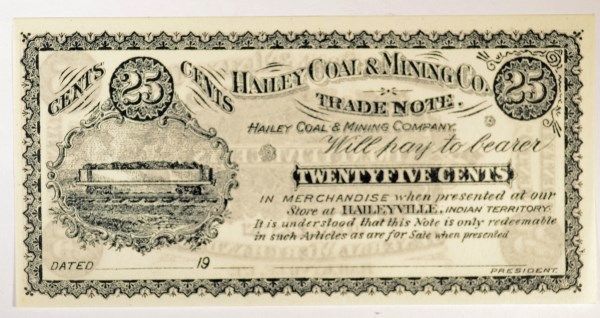 CENTS 25 CENTS
HAILEY COAL & MINING CO. 25
TRADE NOTE.
HAILEY COAL & MINING COMPANY.
Will pay to bearer
TWENTYFIVE CENTS
IN MERCHANDISE when presented at our
Store at HAILEYVILLE, INDIAN TERRITORY.
It is understood that this Note is only redeemable
in such Articles as are for Sale when presented
DATED 19
PRESIDENT.